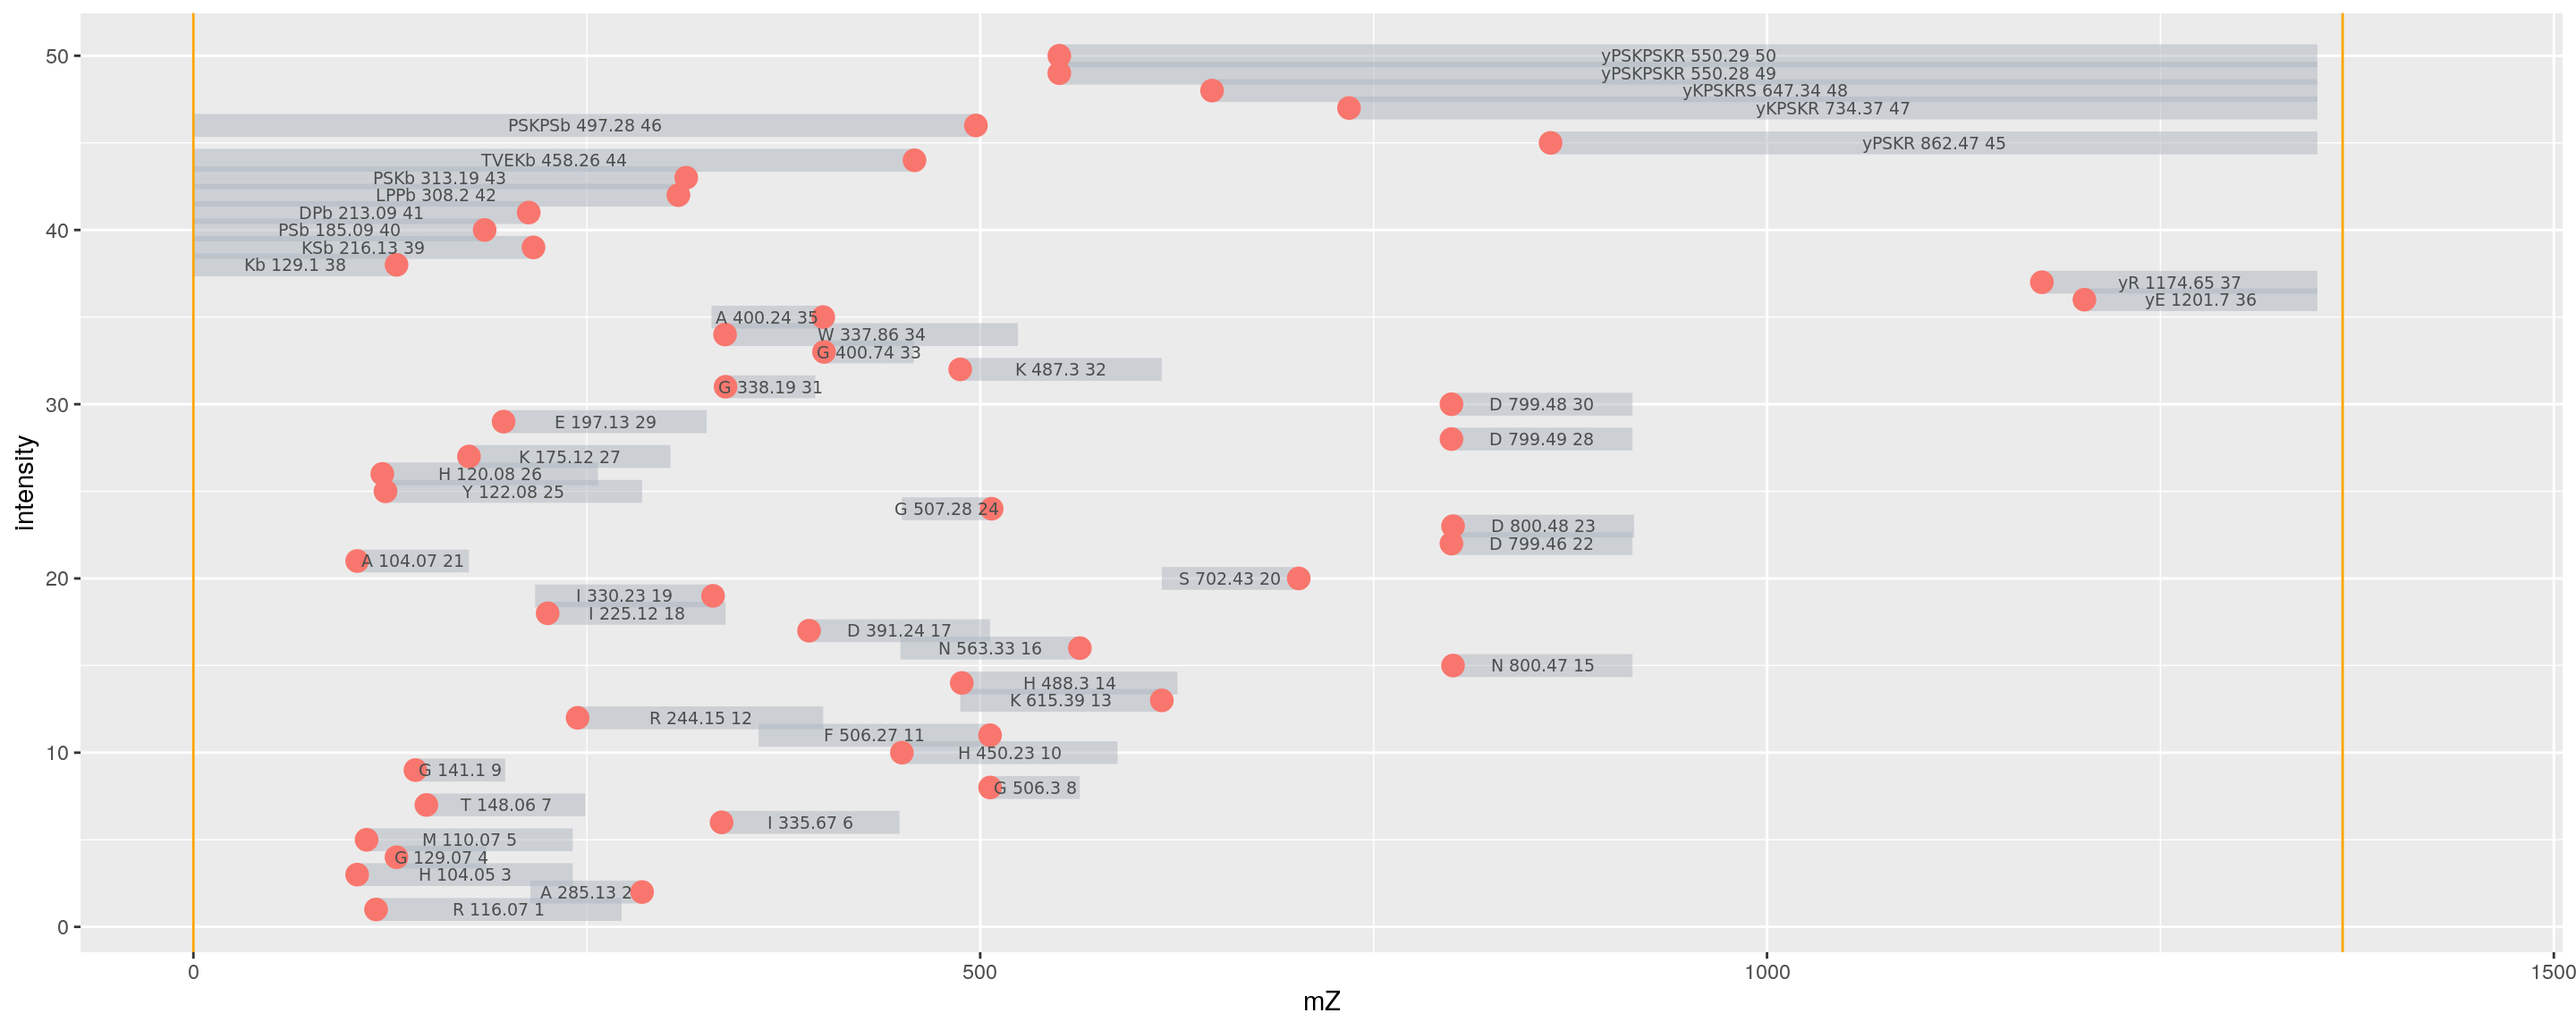 50
yPSKPSKR 550.29 50
yPSKPSKR 550.28 49
yKPSKRS 647.34 48
yKPSKR 734.37 47
PSKPSb 497.28 46
yPSKR 862.47 45
TVEKb 458.26 44
PSKb 313.19 43
LPPb 308.2 42
DPb 213.09 41
40
PSb 185.09 40
KSb 216.13 39
Kb 129.1 38
yR 1174.65 37
yE 1201.7 36
A 400.24 35
W 337.86 34
G 400.74 33
K 487.3 32
G 338.19 31
30
D 799.48 30
E 197.13 29
D 799.49 28
K 175.12 27
H 120.08 26
Y 122.08 25
G 507.28 24
D 800.48 23
D 799.46 22
A 104.07 21
20
S 702.43 20
I 330.23 19
I 225.12 18
D 391.24 17
N 563.33 16
N 800.47 15
H 488.3 14
K 615.39 13
R 244.15 12
F 506.27 11
10
H 450.23 10
G 141.1 9
G 506.3 8
T 148.06 7
I 335.67 6
M 110.07 5
G 129.07 4
H 104.05 3
A 285.13 2
R 116.07 1
0
intensity
0 500 1000 1500
mZ